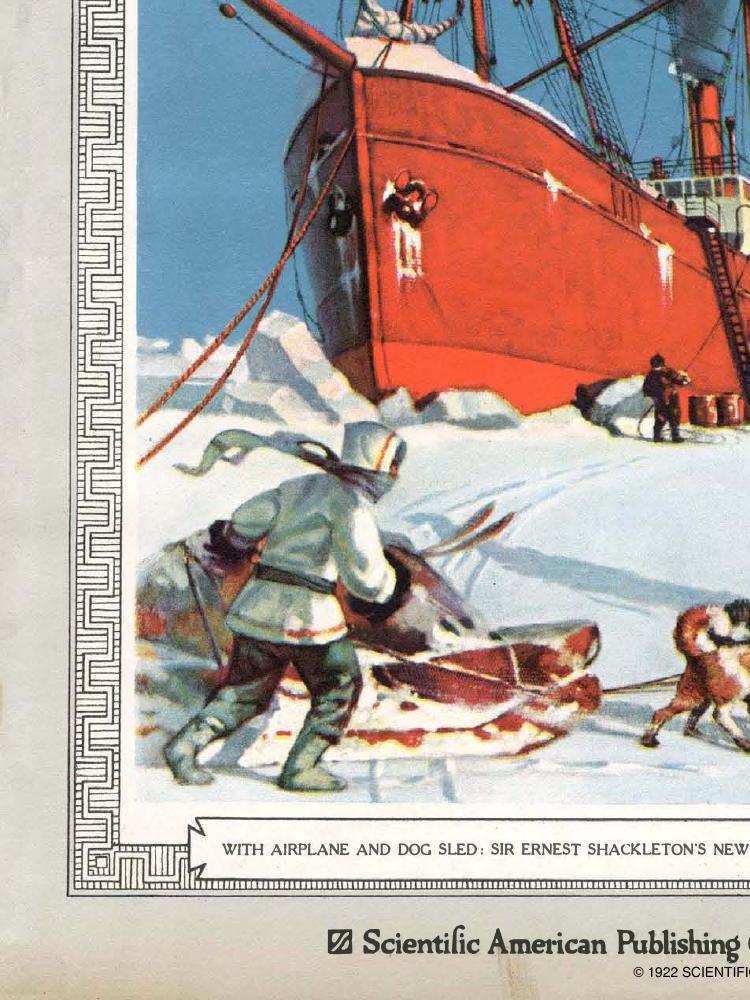 WITH AIRPLANE AND DOG SLED: SIR ERNEST SHACKLETON'S NEW
Scientific American Publishing
© 1922 SCIENTIFI